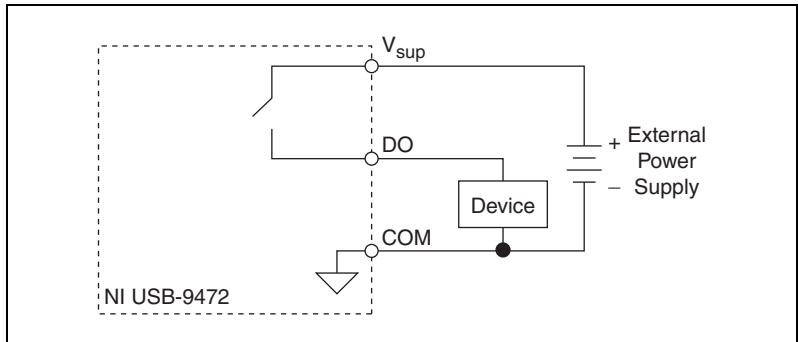 Vsup
+ External
Power
− Supply
DO
Device
COM
NI USB-9472